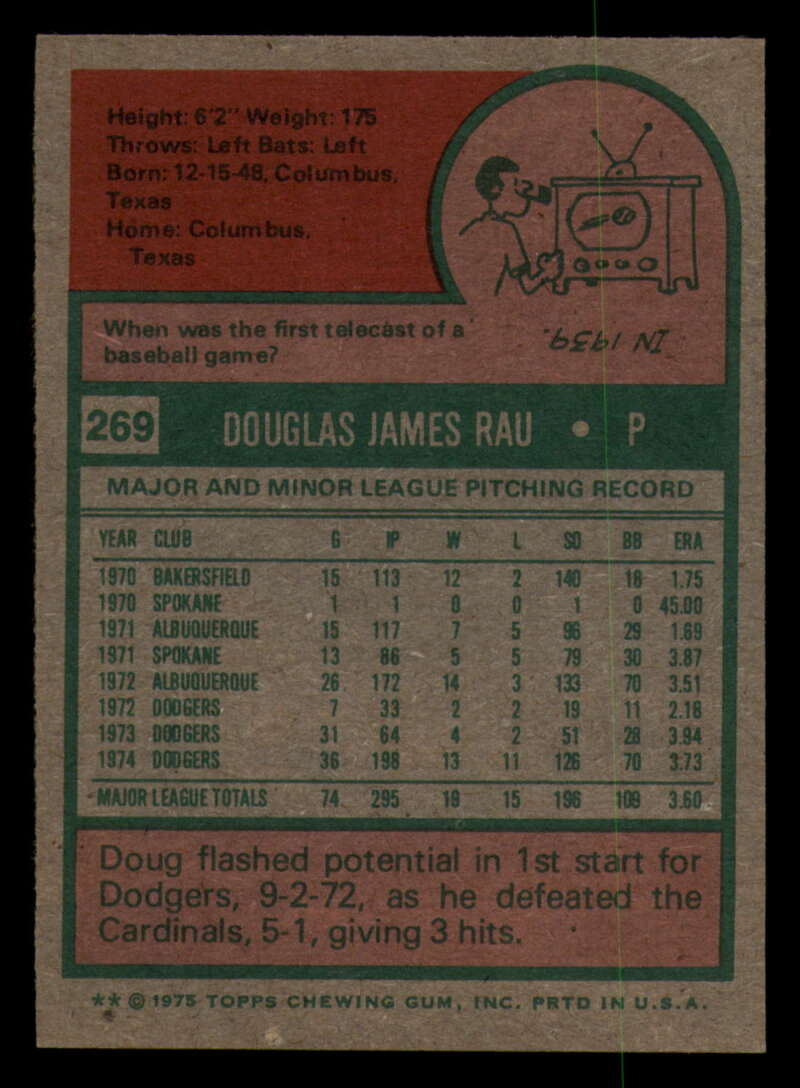 Height: 6'2" Weight: 175
Throws: Left Bats: Left
Born: 12-15-48, Columbus,
Texas
Home: Columbus,
Texas
When was the first telecast of a
baseball game?
IN 1939.
269 DOUGLAS JAMES RAU • P
MAJOR AND MINOR LEAGUE PITCHING RECORD
YEAR CLUB G IP W L SO BB ERA
1970 BAKERSFIELD 15 113 12 2 140 18 1.75
1970 SPOKANE 1 1 0 0 1 0 45.00
1971 ALBUQUERQUE 15 117 7 5 96 29 1.69
1971 SPOKANE 13 86 5 5 79 30 3.87
1972 ALBUQUERQUE 26 172 14 3 133 70 3.51
1972 DODGERS 7 33 2 2 19 11 2.18
1973 DODGERS 31 64 4 2 51 28 3.94
1974 DODGERS 36 198 13 11 126 70 3.73
MAJOR LEAGUE TOTALS 74 295 19 15 196 109 3.60
Doug flashed potential in 1st start for
Dodgers, 9-2-72, as he defeated the
Cardinals, 5-1, giving 3 hits.
** © 1975 TOPPS CHEWING GUM, INC. PRTD IN U.S.A.